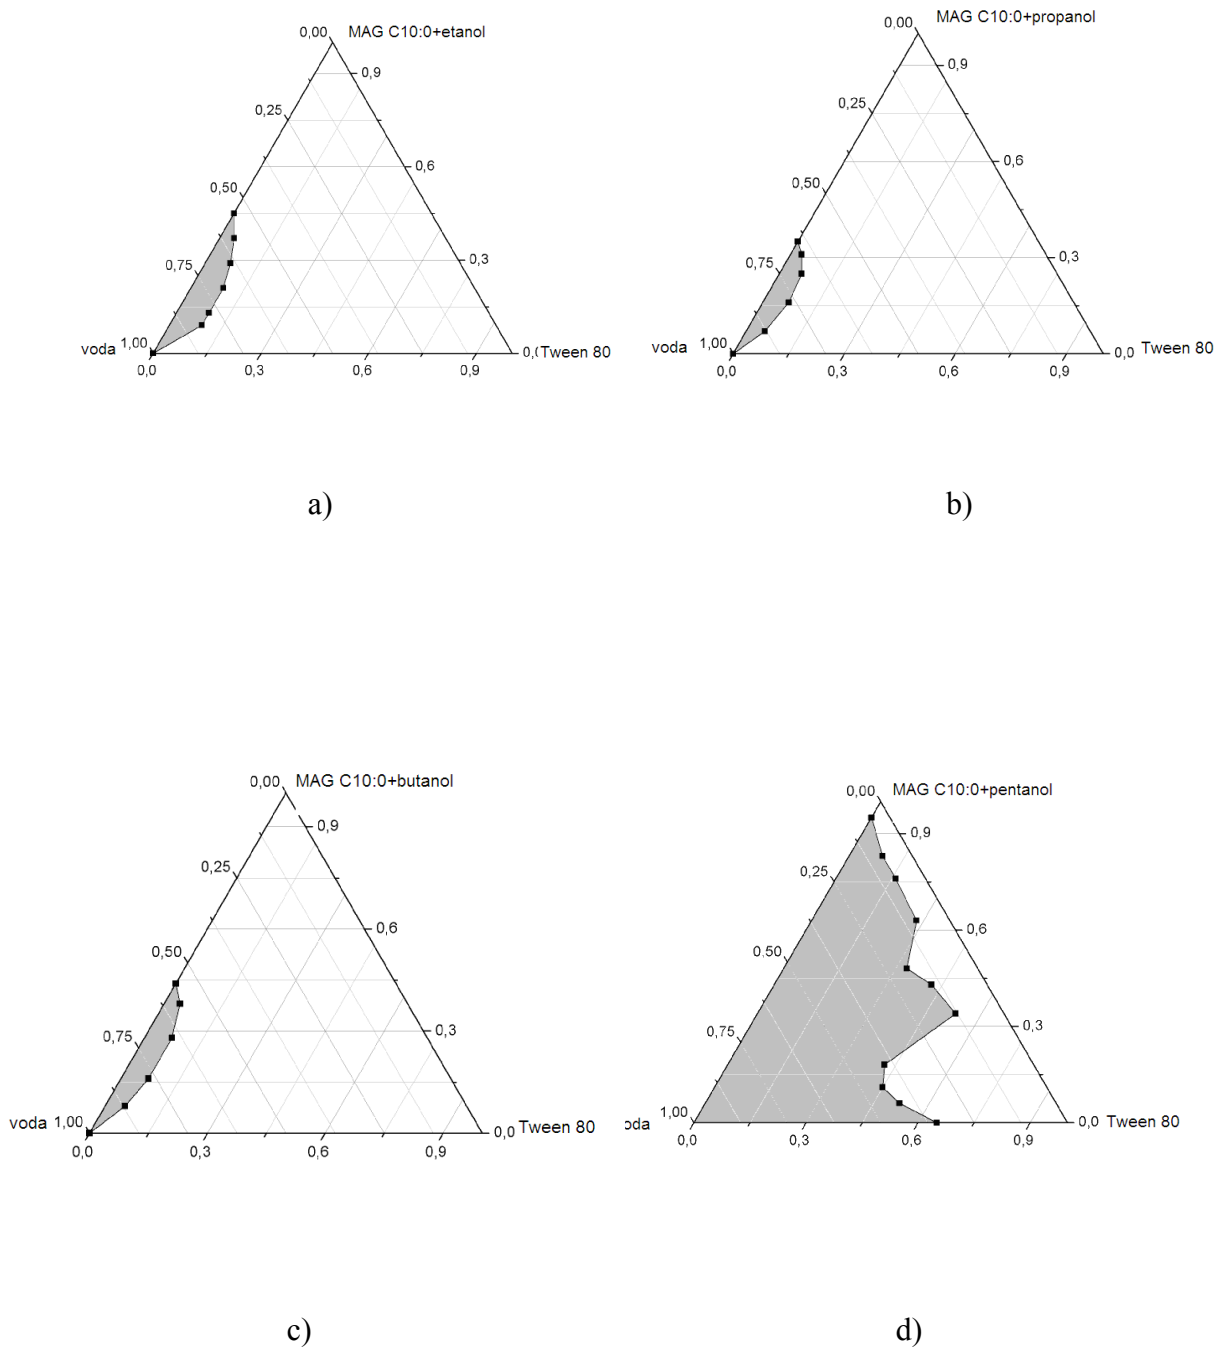 0,00 MAG C10:0+etanol
0,9
0,25
0,6
0,50
0,75
0,3
voda 1,00
0,( Tween 80
0,0 0,3 0,6 0,9
a)
0,00 MAG C10:0+propanol
0,9
0,25
0,6
0,50
0,75
0,3
voda 1,00
0,0 Tween 80
0,0 0,3 0,6 0,9
b)
0,00 MAG C10:0+butanol
0,9
0,25
0,6
0,50
0,75
0,3
voda 1,00
0,0 Tween 80
0,0 0,3 0,6 0,9
c)
0,00 MAG C10:0+pentanol
0,9
0,25
0,6
0,50
0,75
0,3
oda 1,00
0,0 Tween 80
0,0 0,3 0,6 0,9
d)